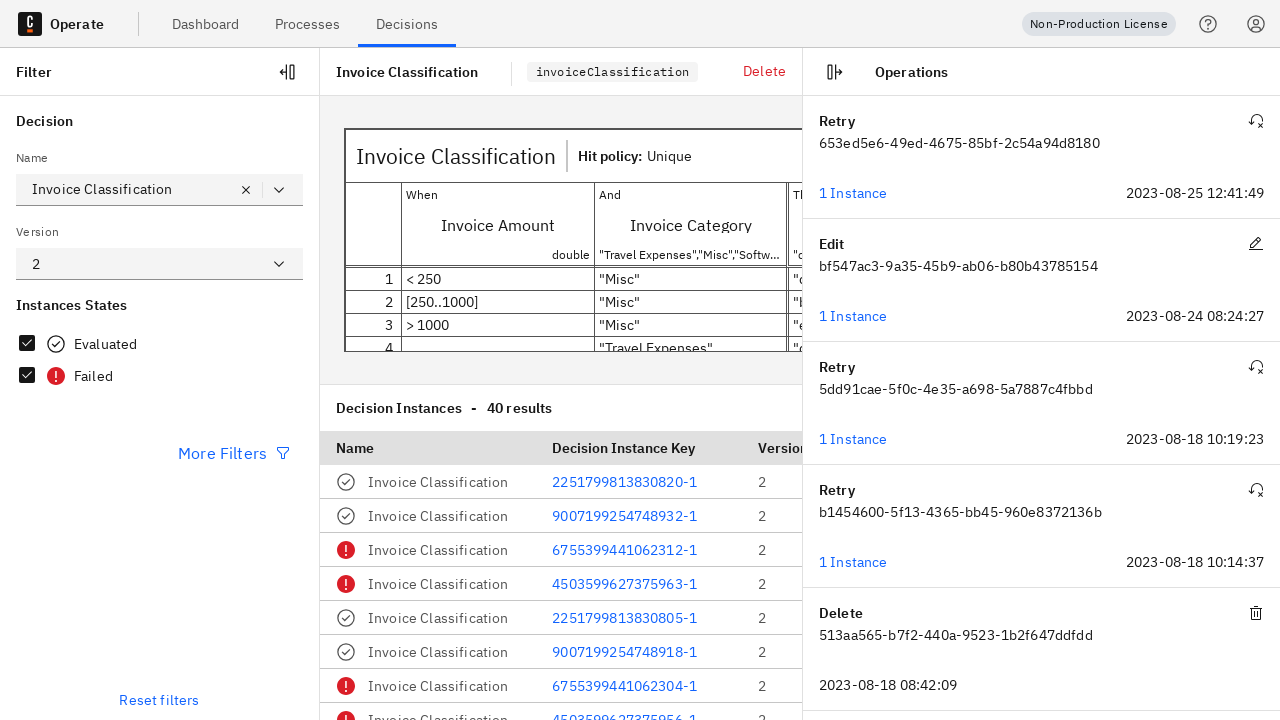 Operate
Dashboard
Processes
Decisions
Non-Production License
Filter
Decision
Name
Invoice Classification
Version
2
Instances States
Evaluated
Failed
More Filters
Reset filters
Invoice Classification
invoiceClassification
Delete
Invoice Classification
Hit policy: Unique
When
And
Invoice Amount
Invoice Category
double
"Travel Expenses","Misc","Softw...
1 < 250 "Misc"
2 [250..1000] "Misc"
3 > 1000 "Misc"
4 "Travel Expenses"
Decision Instances - 40 results
Name Decision Instance Key Version
Invoice Classification 2251799813830820-1 2
Invoice Classification 9007199254748932-1 2
Invoice Classification 6755399441062312-1 2
Invoice Classification 4503599627375963-1 2
Invoice Classification 2251799813830805-1 2
Invoice Classification 9007199254748918-1 2
Invoice Classification 6755399441062304-1 2
Invoice Classification 4503599627375956-1 2
Operations
Retry
653ed5e6-49ed-4675-85bf-2c54a94d8180
1 Instance 2023-08-25 12:41:49
Edit
bf547ac3-9a35-45b9-ab06-b80b43785154
1 Instance 2023-08-24 08:24:27
Retry
5dd91cae-5f0c-4e35-a698-5a7887c4fbbd
1 Instance 2023-08-18 10:19:23
Retry
b1454600-5f13-4365-bb45-960e8372136b
1 Instance 2023-08-18 10:14:37
Delete
513aa565-b7f2-440a-9523-1b2f647ddfdd
2023-08-18 08:42:09